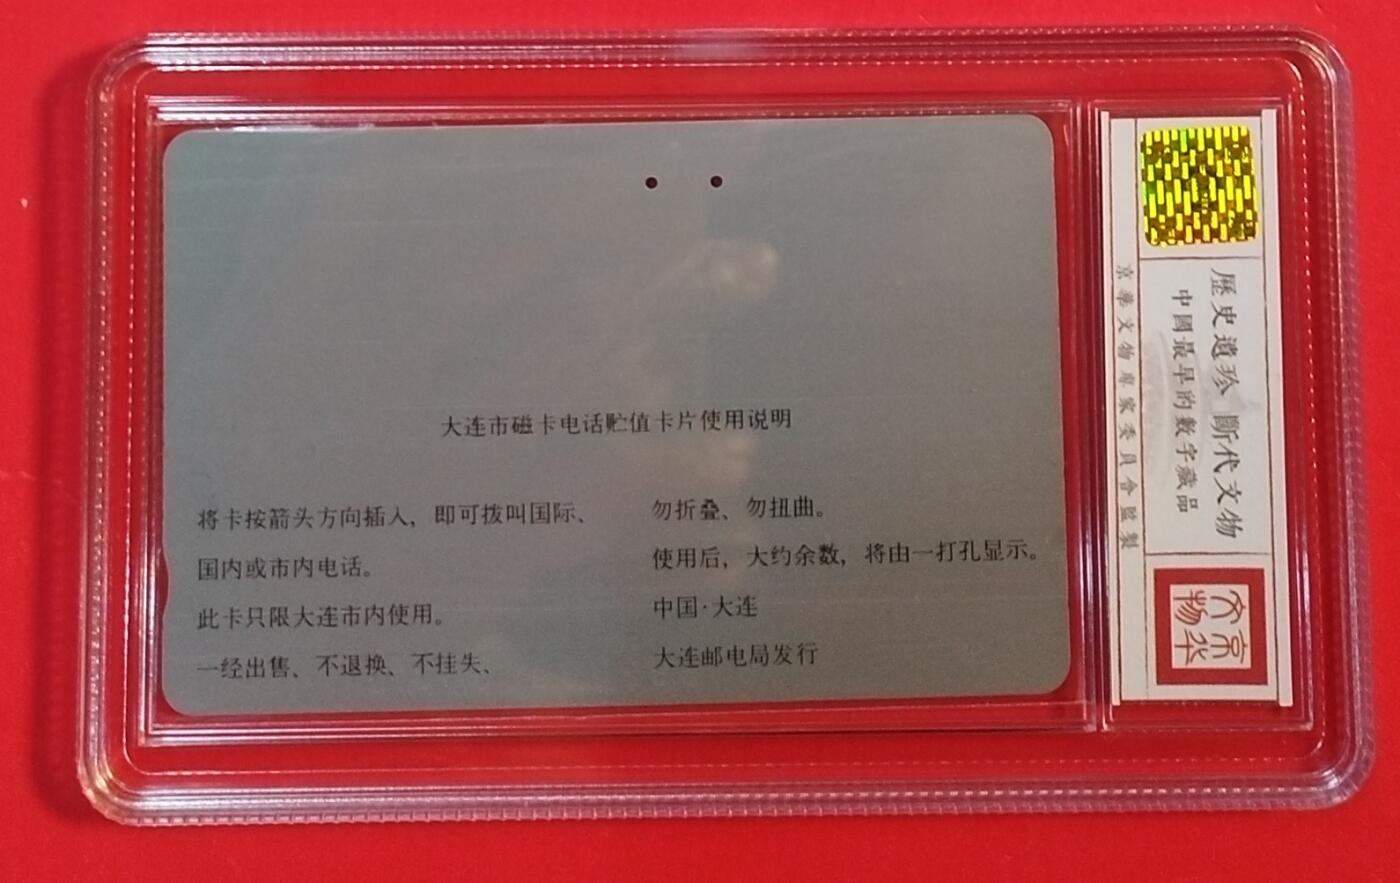 大连市磁卡电话贮值卡片使用说明
将卡按箭头方向插入，即可拨叫国际、
国内或市内电话。
此卡只限大连市内使用。
一经出售、不退换、不挂失、
勿折叠、勿扭曲。
使用后，大约余数，将由一打孔显示。
中国·大连
大连邮电局发行
歷史遺珍 斷代文物
中國最早的數字藏品
京華文物專家委員會監製
京华
文物